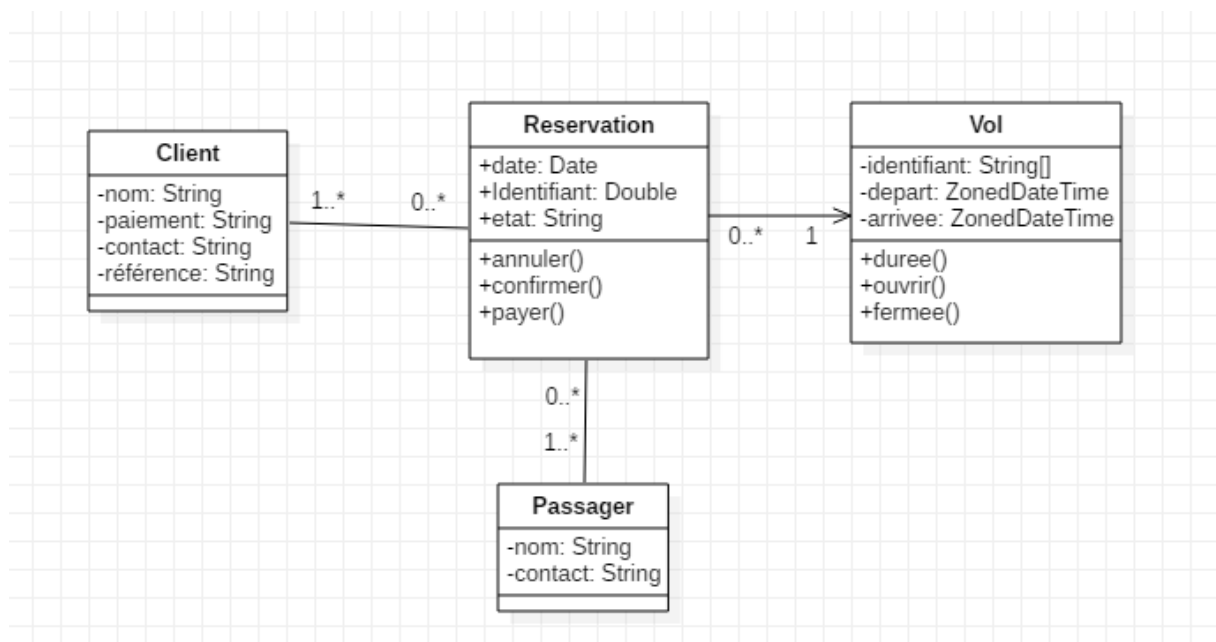 Client
-nom: String
-paiement: String
-contact: String
-référence: String
1..*
0..*
Reservation
+date: Date
+Identifiant: Double
+etat: String
+annuler()
+confirmer()
+payer()
0..*
1
Vol
-identifiant: String[]
-depart: ZonedDateTime
-arrivee: ZonedDateTime
+duree()
+ouvrir()
+fermee()
0..*
1..*
Passager
-nom: String
-contact: String